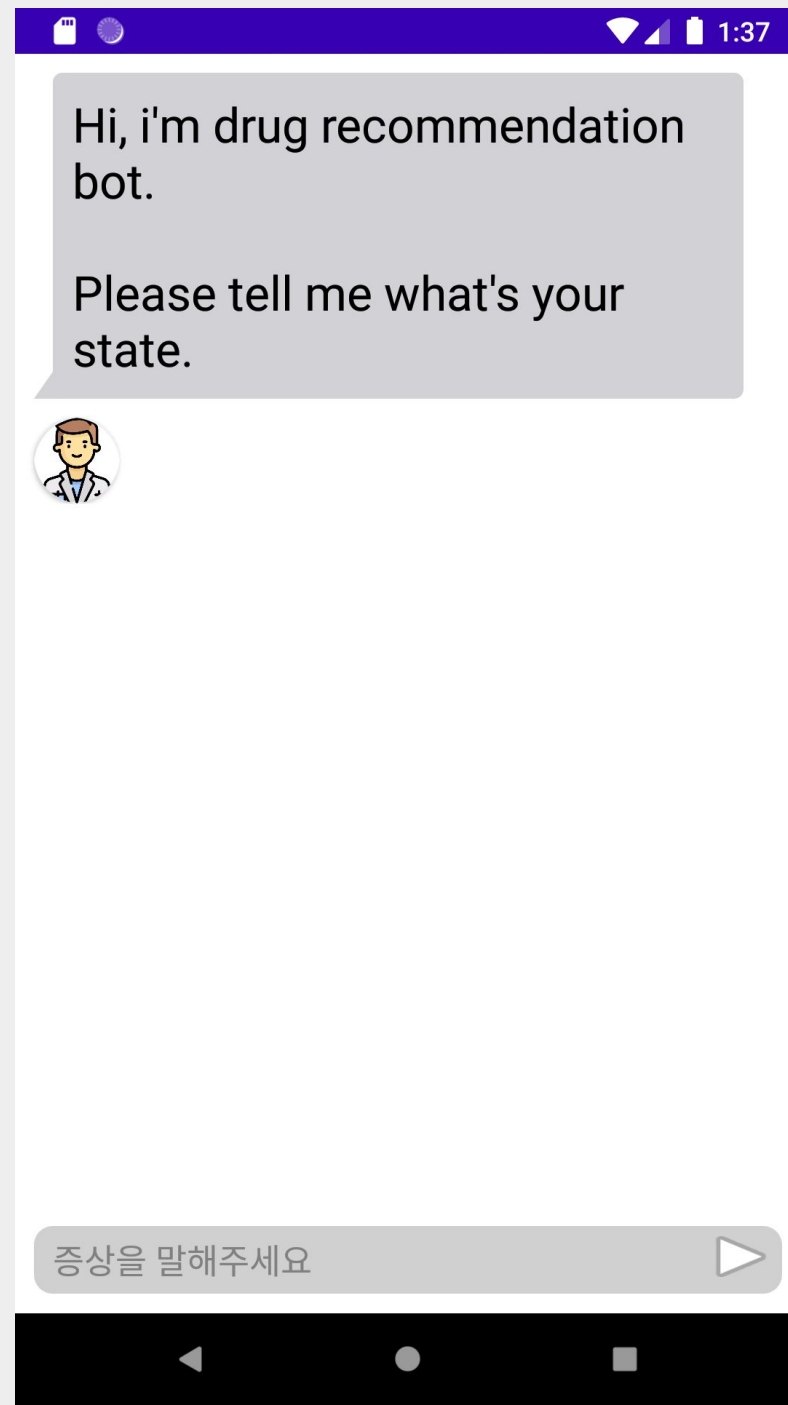 1:37
Hi, i'm drug recommendation
bot.
Please tell me what's your
state.
증상을 말해주세요